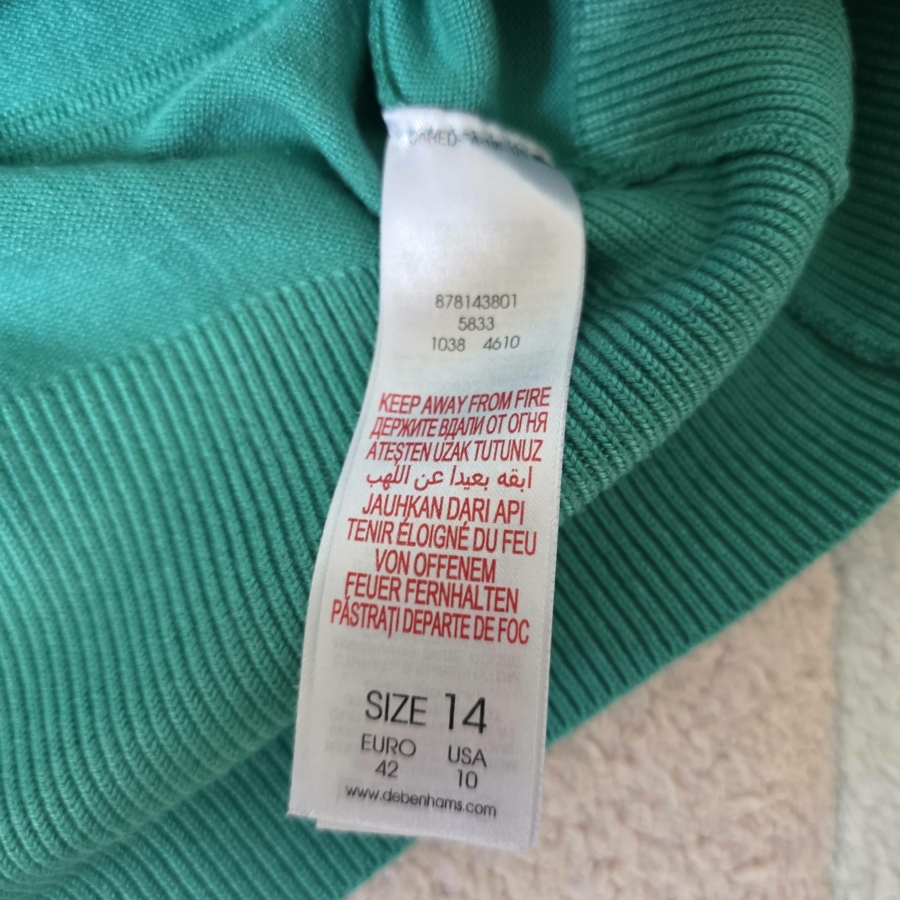 878143801
5833
1038 4610
KEEP AWAY FROM FIRE
ДЕРЖИТЕ ВДАЛИ ОТ ОГНЯ
ATEŞTEN UZAK TUTUNUZ
ابقه بعيدا عن اللهب
JAUHKAN DARI API
TENIR ÉLOIGNÉ DU FEU
VON OFFENEM
FEUER FERNHALTEN
PĂSTRAȚI DEPARTE DE FOC
SIZE 14
EURO USA
42 10
www.debenhams.com